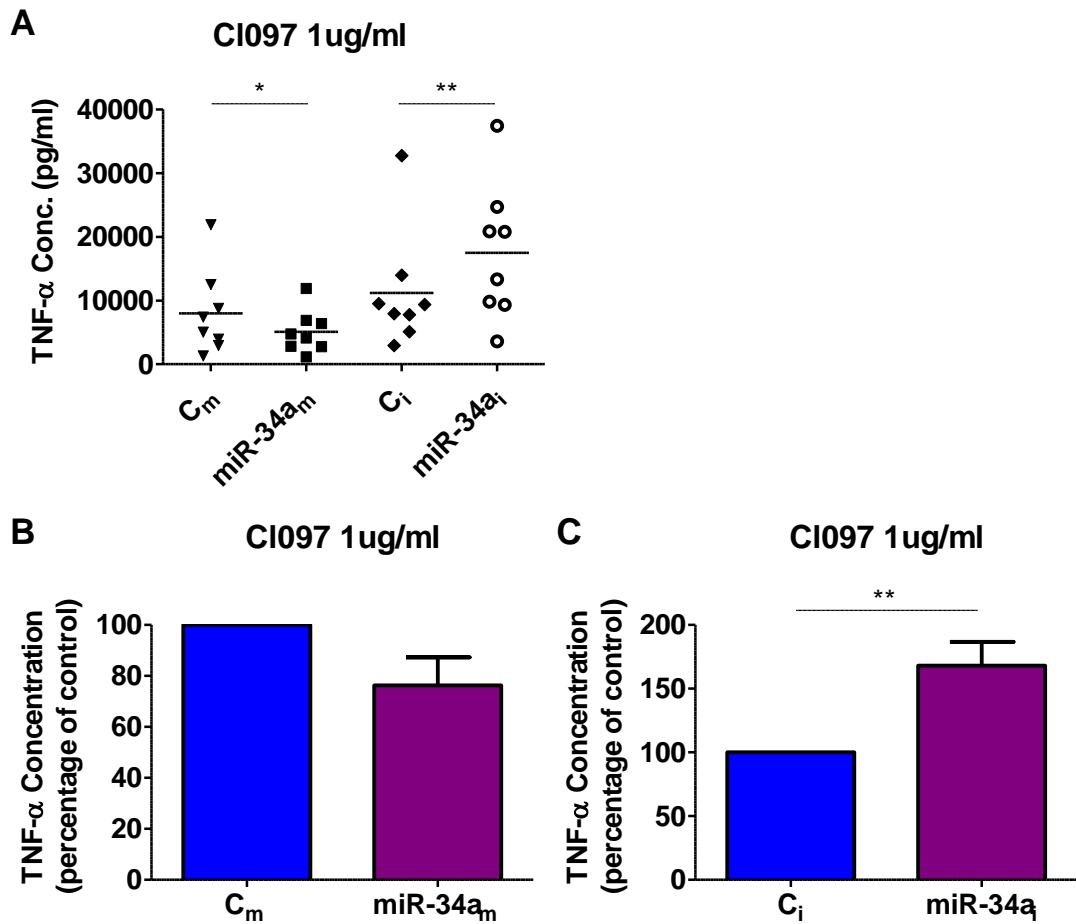 A
CI097 1ug/ml
* **
TNF-α Conc. (pg/ml)
40000
30000
20000
10000
0
Cm miR-34am Ci miR-34ai
B
CI097 1ug/ml
TNF-α Concentration
(percentage of control)
100
80
60
40
20
0
Cm miR-34am
C
CI097 1ug/ml
**
TNF-α Concentration
(percentage of control)
200
150
100
50
0
Ci miR-34ai